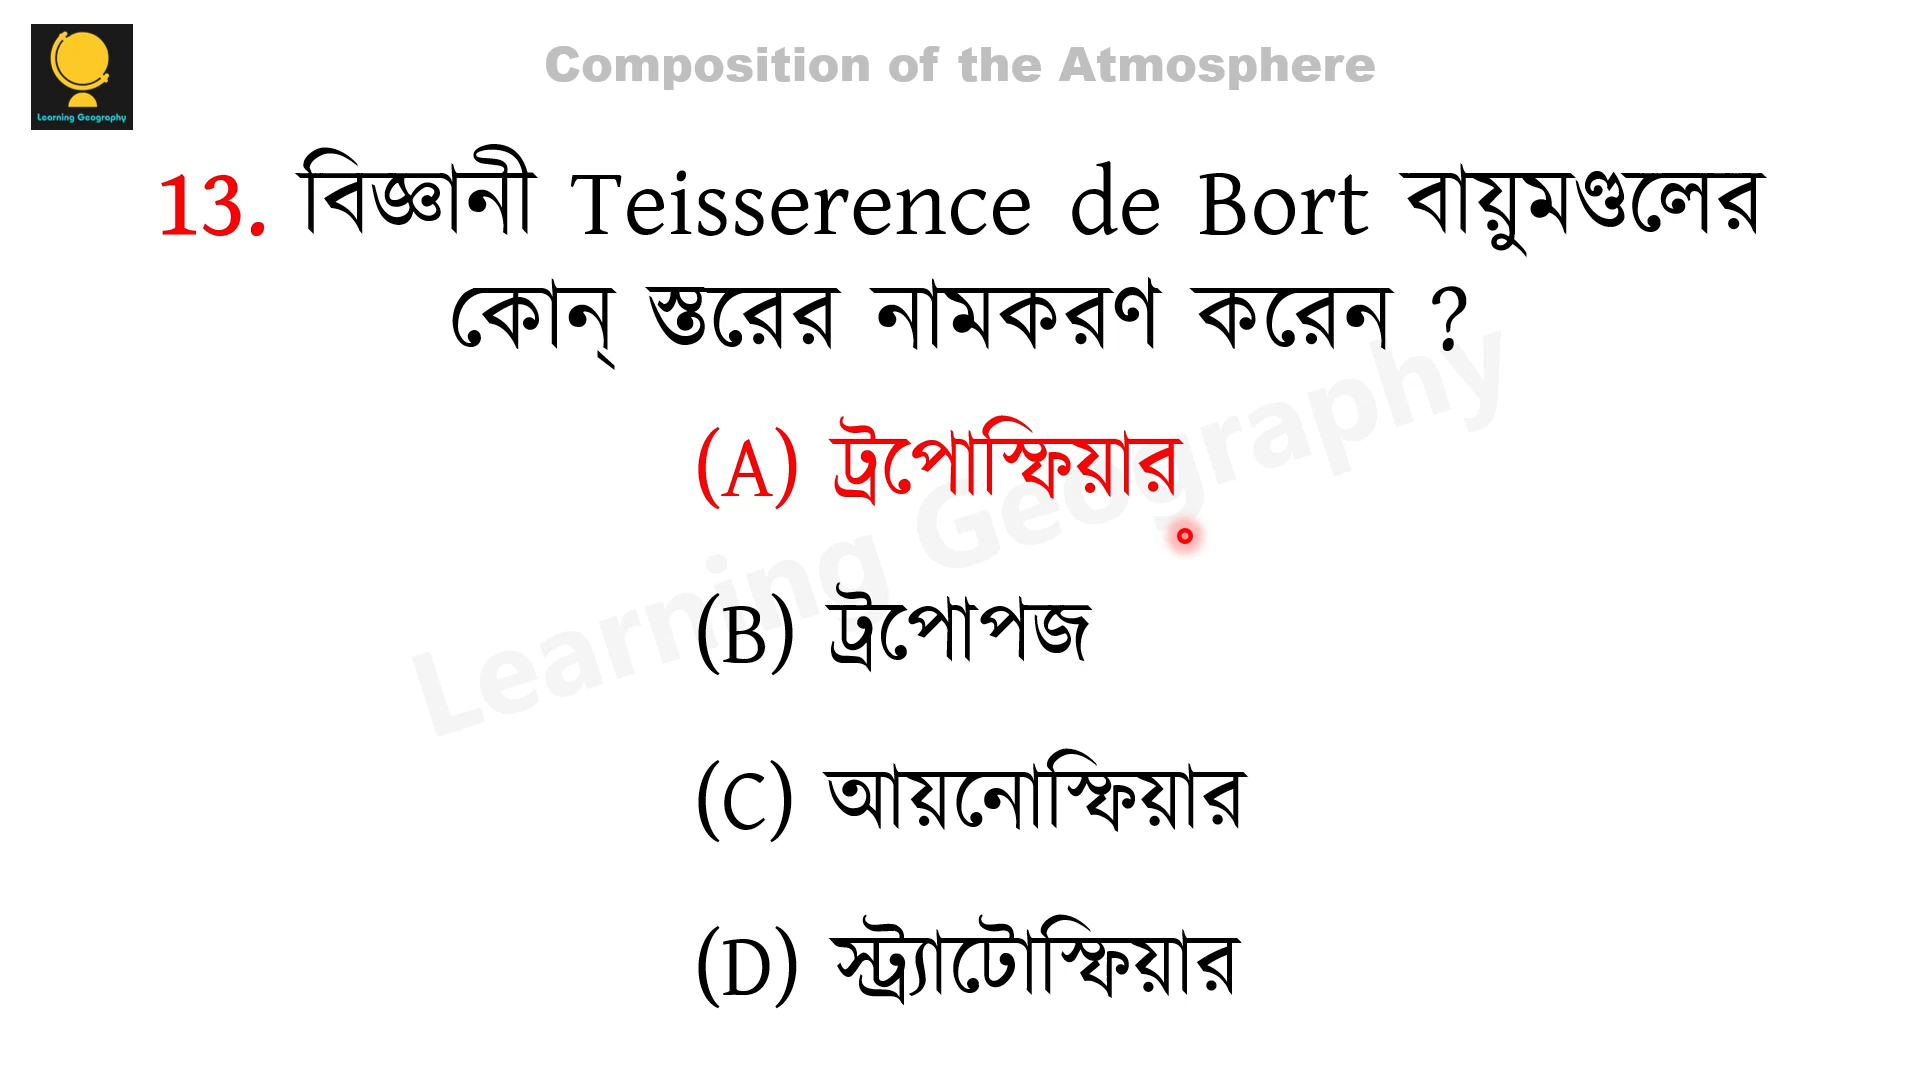 Composition of the Atmosphere
Learning Geography
13. বিজ্ঞানী Teisserence de Bort বায়ুমণ্ডলের
কোন্ স্তরের নামকরণ করেন ?
(A) ট্রপোস্ফিয়ার
(B) ট্রপোপজ
(C) আয়নোস্ফিয়ার
(D) স্ট্র্যাটোস্ফিয়ার
Learning Geography